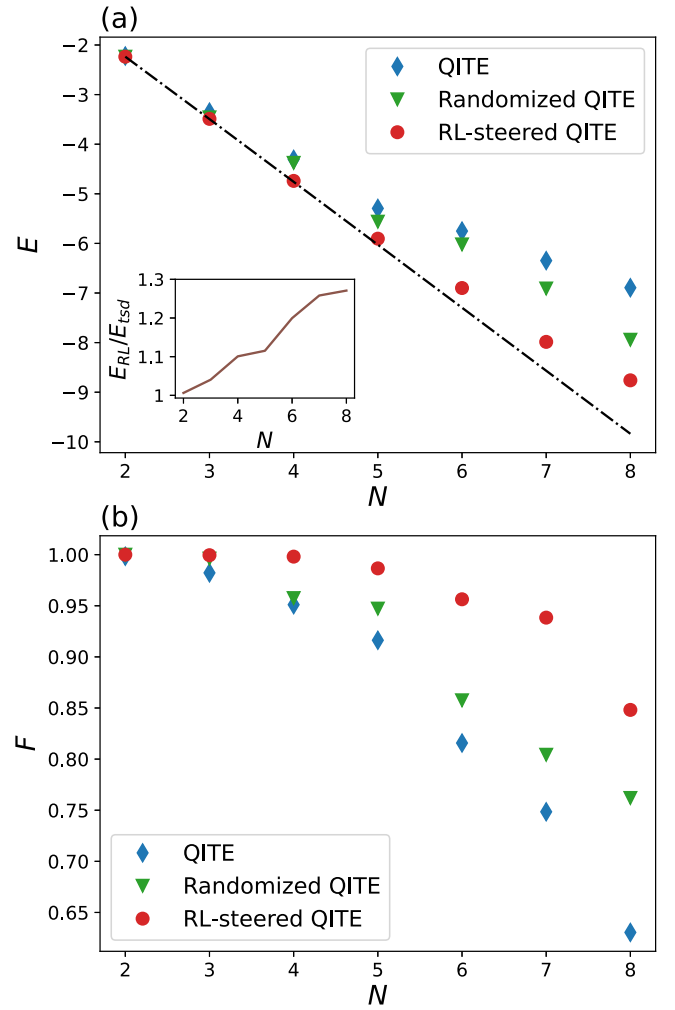 (a)
−2
−3
−4
−5
−6
−7
−8
−9
−10
E
QITE
Randomized QITE
RL-steered QITE
1.3
1.2
1.1
1
E_RL/E_tsd
2 4 6 8
N
2 3 4 5 6 7 8
N
(b)
1.00
0.95
0.90
0.85
0.80
0.75
0.70
0.65
F
QITE
Randomized QITE
RL-steered QITE
2 3 4 5 6 7 8
N